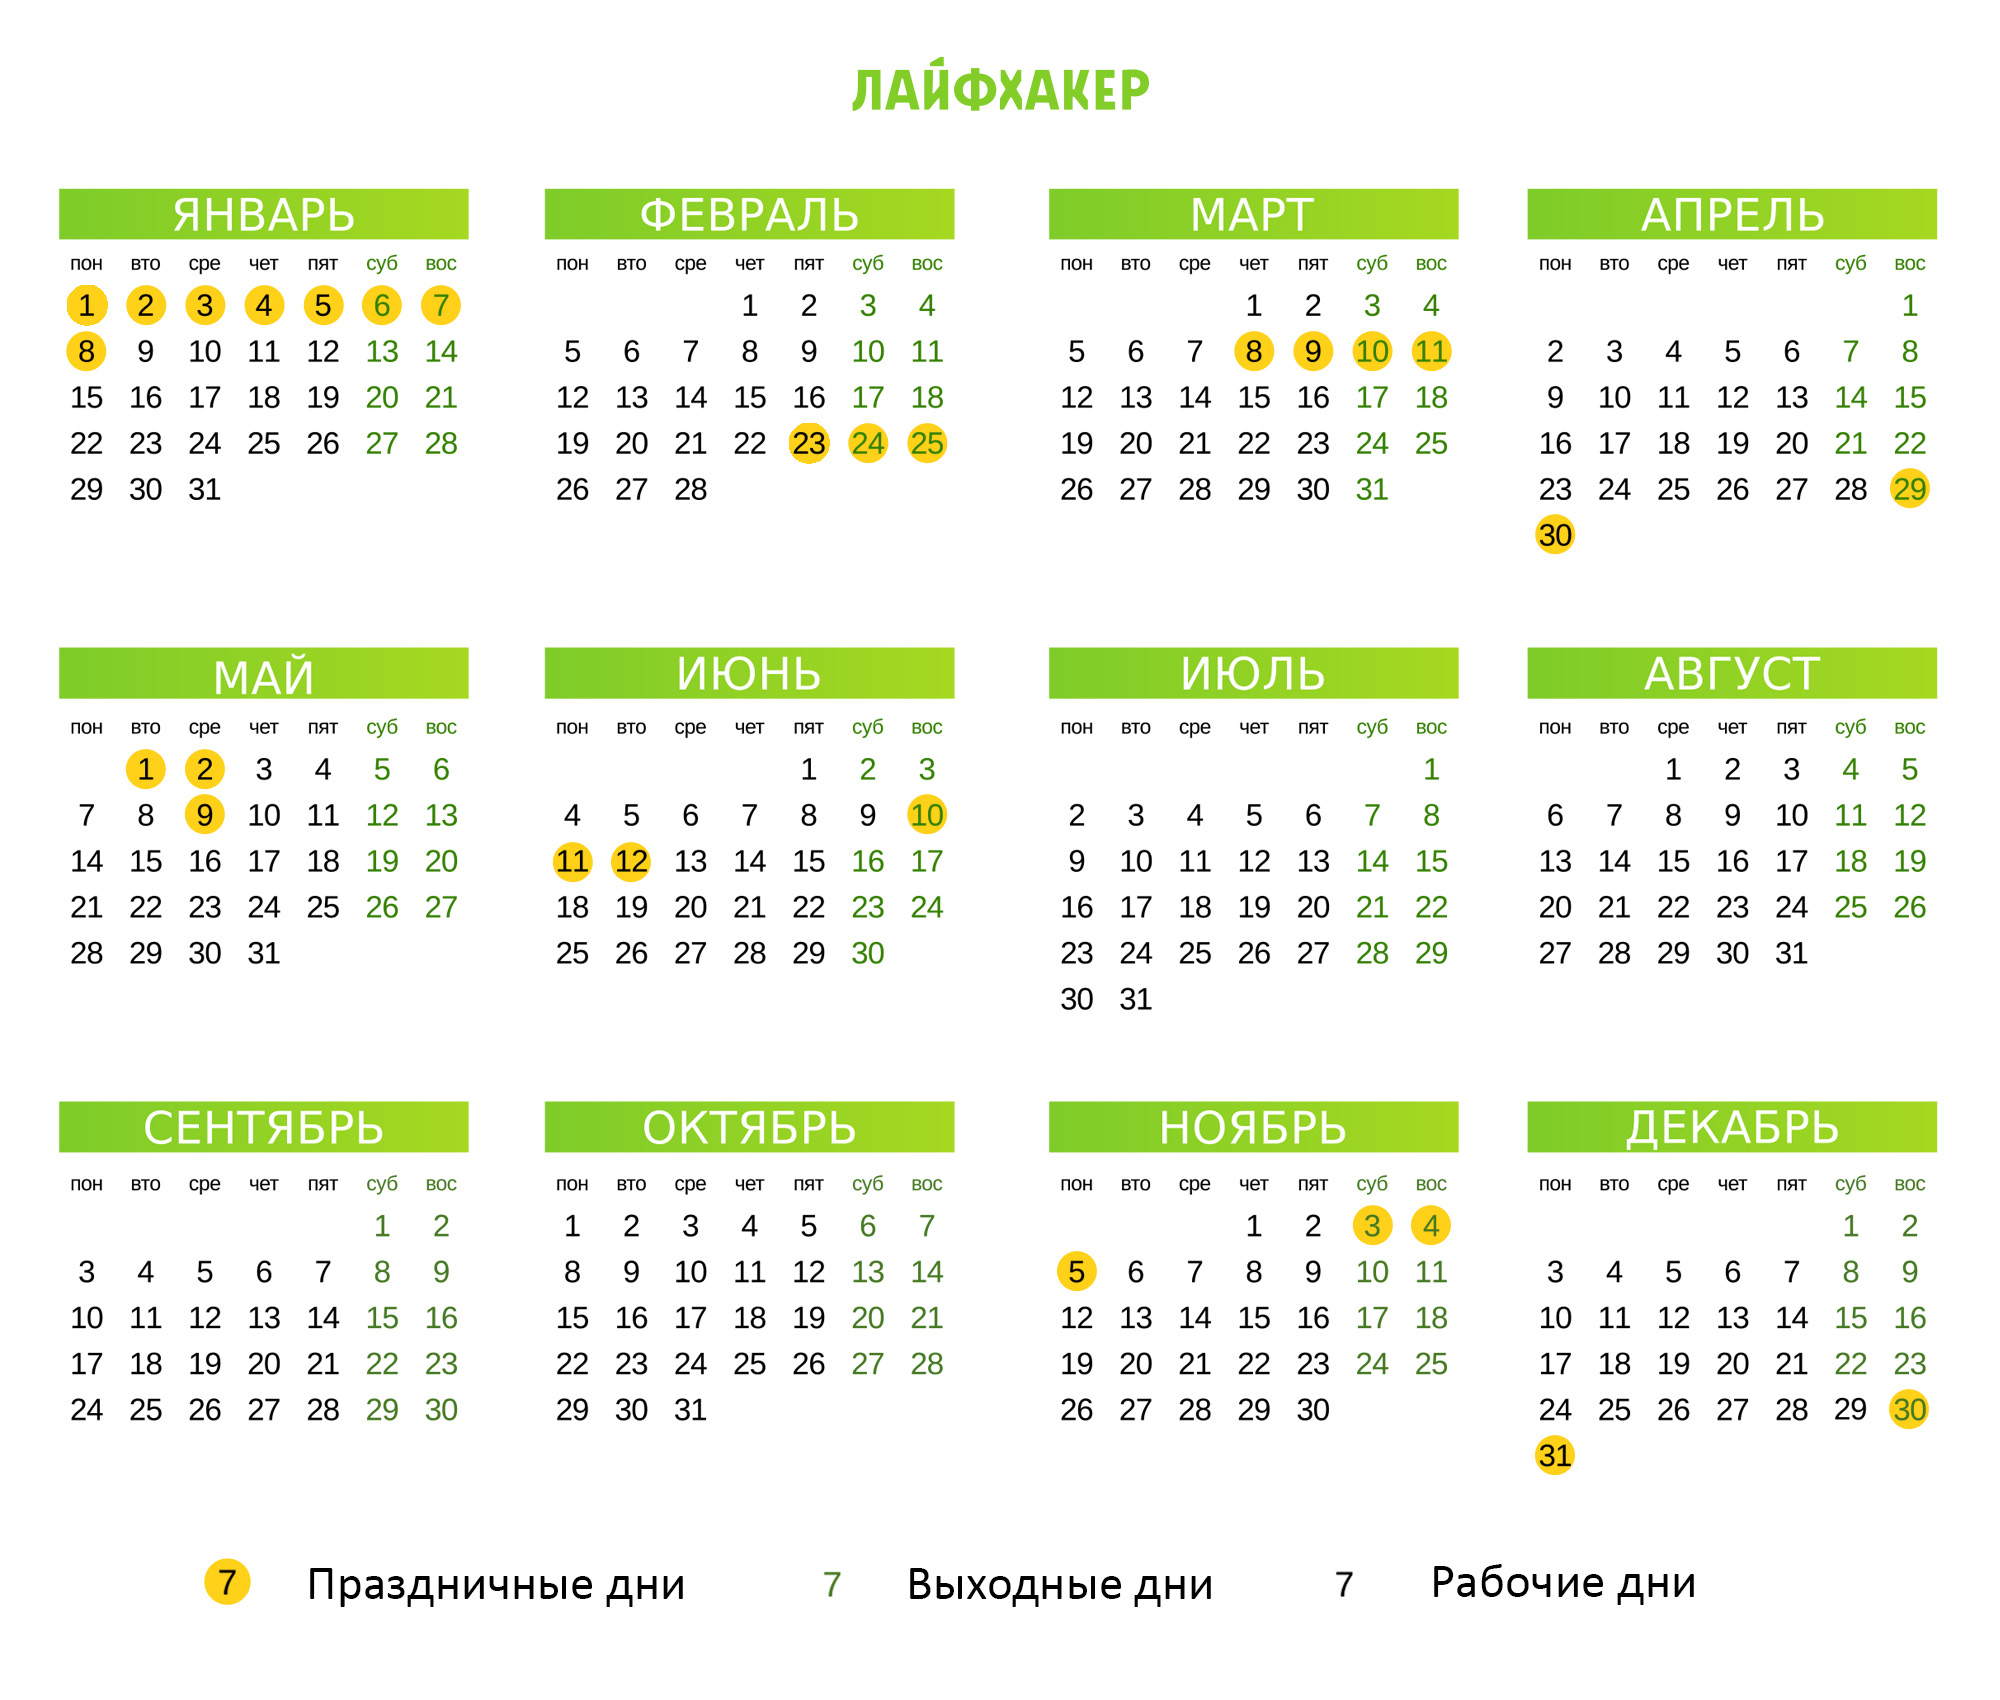 ЛАЙФХАКЕР
ЯНВАРЬ
пон вто сре чет пят суб вос
1 2 3 4 5 6 7
8 9 10 11 12 13 14
15 16 17 18 19 20 21
22 23 24 25 26 27 28
29 30 31
ФЕВРАЛЬ
пон вто сре чет пят суб вос
1 2 3 4
5 6 7 8 9 10 11
12 13 14 15 16 17 18
19 20 21 22 23 24 25
26 27 28
МАРТ
пон вто сре чет пят суб вос
1 2 3 4
5 6 7 8 9 10 11
12 13 14 15 16 17 18
19 20 21 22 23 24 25
26 27 28 29 30 31
АПРЕЛЬ
пон вто сре чет пят суб вос
1
2 3 4 5 6 7 8
9 10 11 12 13 14 15
16 17 18 19 20 21 22
23 24 25 26 27 28 29
30
МАЙ
пон вто сре чет пят суб вос
1 2 3 4 5 6
7 8 9 10 11 12 13
14 15 16 17 18 19 20
21 22 23 24 25 26 27
28 29 30 31
ИЮНЬ
пон вто сре чет пят суб вос
1 2 3
4 5 6 7 8 9 10
11 12 13 14 15 16 17
18 19 20 21 22 23 24
25 26 27 28 29 30
ИЮЛЬ
пон вто сре чет пят суб вос
1
2 3 4 5 6 7 8
9 10 11 12 13 14 15
16 17 18 19 20 21 22
23 24 25 26 27 28 29
30 31
АВГУСТ
пон вто сре чет пят суб вос
1 2 3 4 5
6 7 8 9 10 11 12
13 14 15 16 17 18 19
20 21 22 23 24 25 26
27 28 29 30 31
СЕНТЯБРЬ
пон вто сре чет пят суб вос
1 2
3 4 5 6 7 8 9
10 11 12 13 14 15 16
17 18 19 20 21 22 23
24 25 26 27 28 29 30
ОКТЯБРЬ
пон вто сре чет пят суб вос
1 2 3 4 5 6 7
8 9 10 11 12 13 14
15 16 17 18 19 20 21
22 23 24 25 26 27 28
29 30 31
НОЯБРЬ
пон вто сре чет пят суб вос
1 2 3 4
5 6 7 8 9 10 11
12 13 14 15 16 17 18
19 20 21 22 23 24 25
26 27 28 29 30
ДЕКАБРЬ
пон вто сре чет пят суб вос
1 2
3 4 5 6 7 8 9
10 11 12 13 14 15 16
17 18 19 20 21 22 23
24 25 26 27 28 29 30
31
7 Праздничные дни 7 Выходные дни 7 Рабочие дни